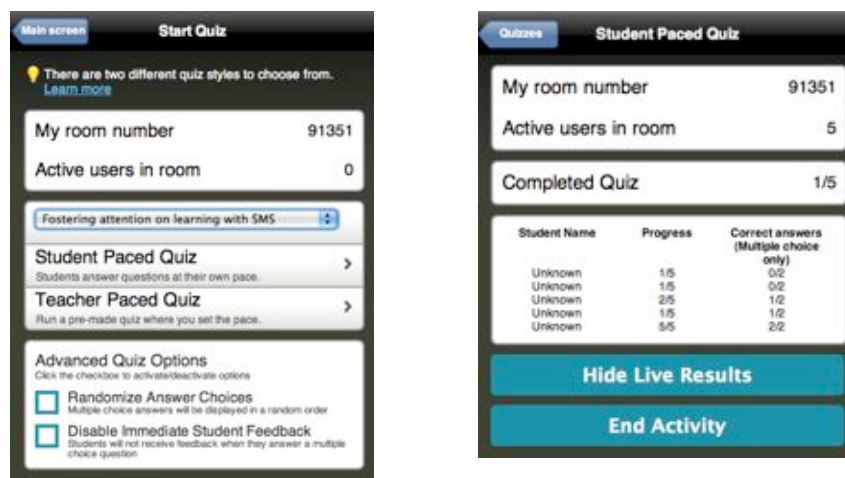 Main screen
Start Quiz
There are two different quiz styles to choose from.
Learn more
My room number 91351
Active users in room 0
Fostering attention on learning with SMS
Student Paced Quiz
Students answer questions at their own pace.
Teacher Paced Quiz
Run a pre-made quiz where you set the pace.
Advanced Quiz Options
Click the checkbox to activate/deactivate options
Randomize Answer Choices
Multiple choice answers will be displayed in a random order
Disable Immediate Student Feedback
Students will not receive feedback when they answer a multiple
choice question
Quizzes
Student Paced Quiz
My room number 91351
Active users in room 5
Completed Quiz 1/5
Student Name Progress Correct answers
(Multiple choice
only)
Unknown 1/5 0/2
Unknown 1/5 0/2
Unknown 2/5 1/2
Unknown 1/5 1/2
Unknown 5/5 2/2
Hide Live Results
End Activity